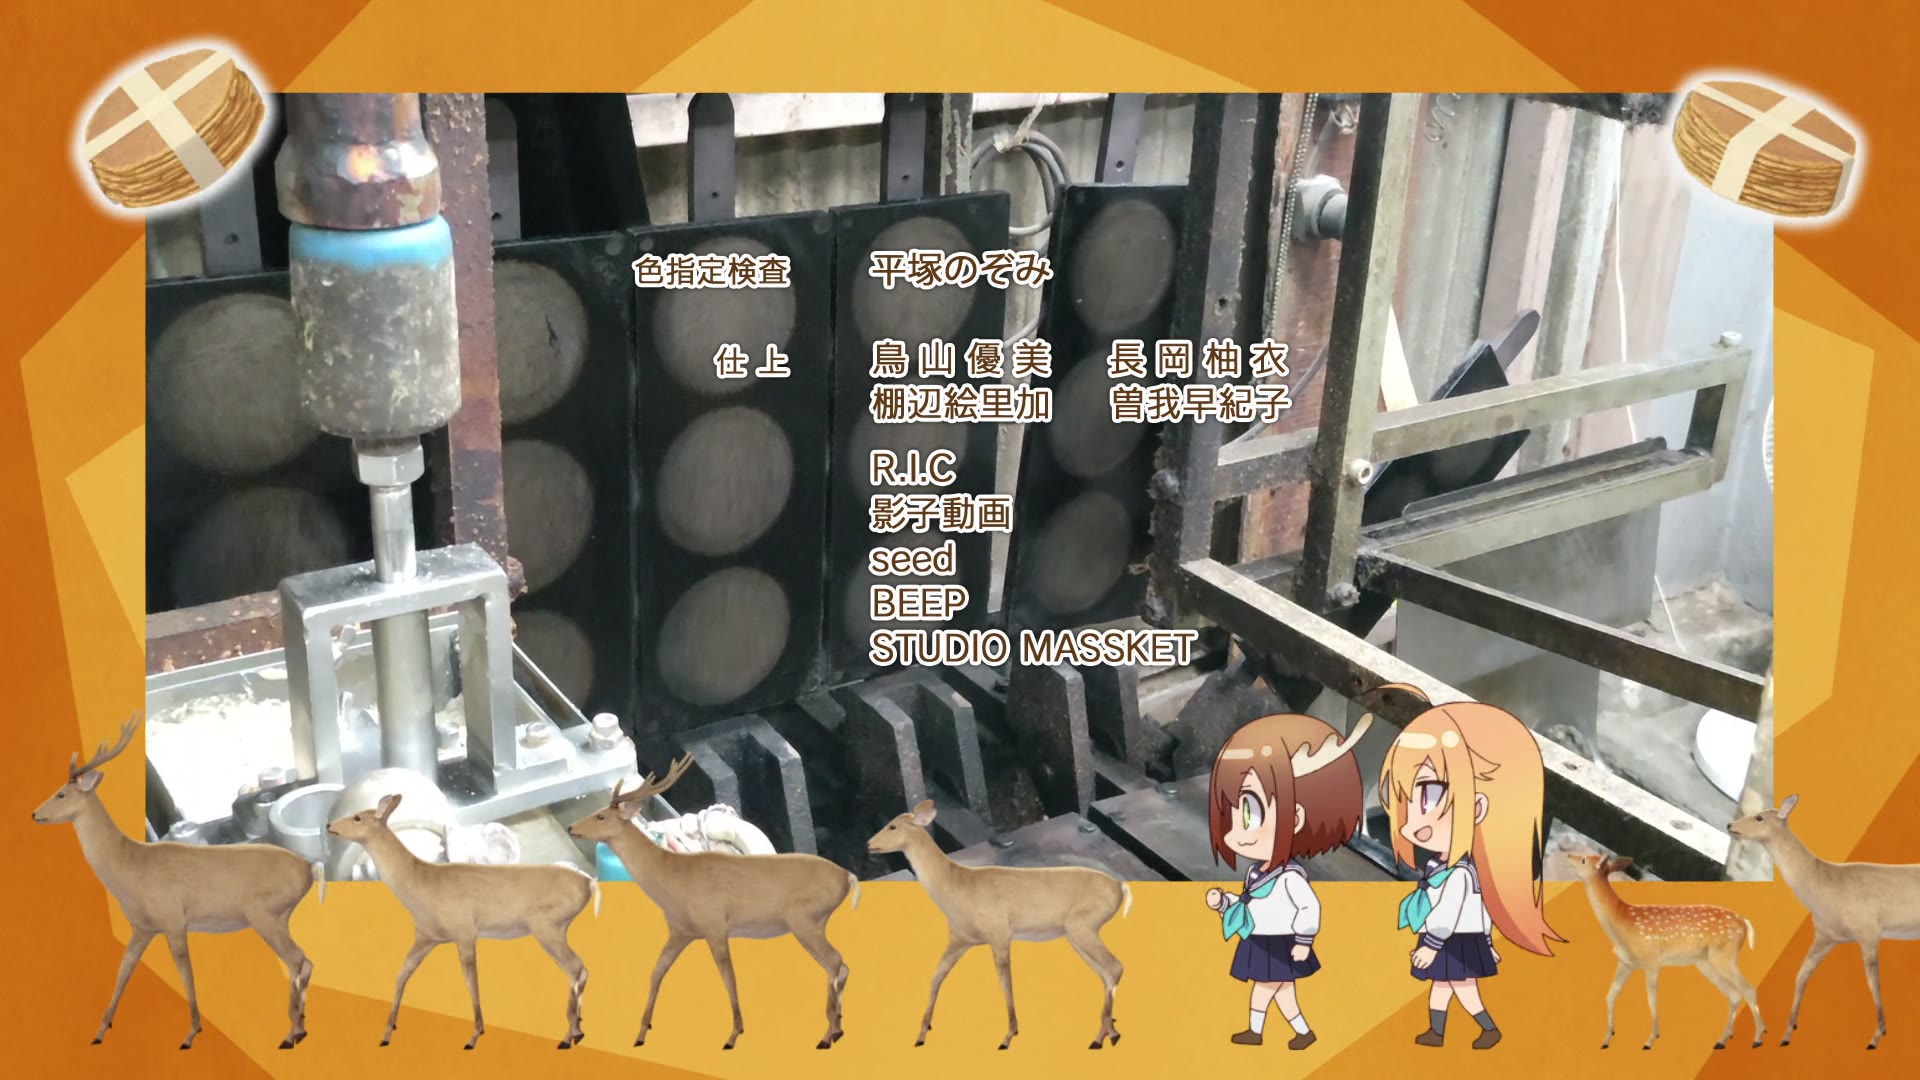 色指定検査 平塚のぞみ
仕上 鳥山優美 長岡柚衣
棚辺絵里加 曽我早紀子
R.I.C
影子動画
seed
BEEP
STUDIO MASSKET